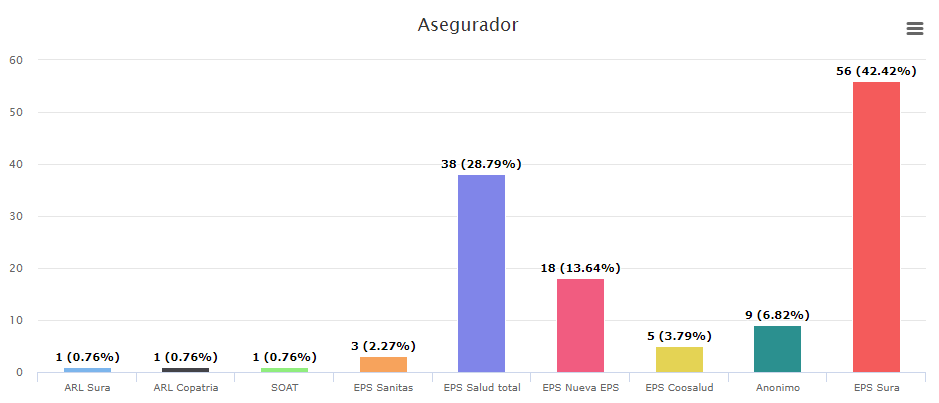 Asegurador
60
50
40
30
20
10
0
1 (0.76%)
1 (0.76%)
1 (0.76%)
3 (2.27%)
38 (28.79%)
18 (13.64%)
5 (3.79%)
9 (6.82%)
56 (42.42%)
ARL Sura
ARL Copatria
SOAT
EPS Sanitas
EPS Salud total
EPS Nueva EPS
EPS Coosalud
Anonimo
EPS Sura